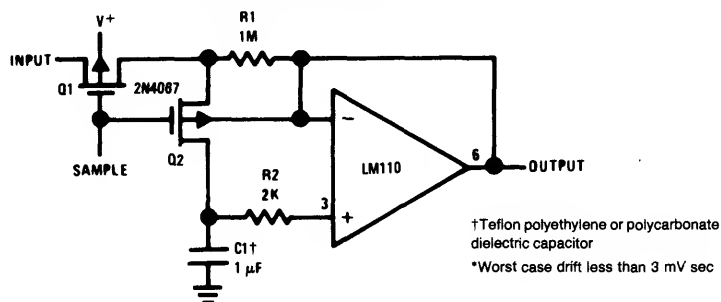 R1
1M
V+
INPUT
Q1
2N4067
SAMPLE
Q2
R2
2K
3
+
−
LM110
6
OUTPUT
C1†
1 μF
†Teflon polyethylene or polycarbonate
dielectric capacitor
*Worst case drift less than 3 mV sec